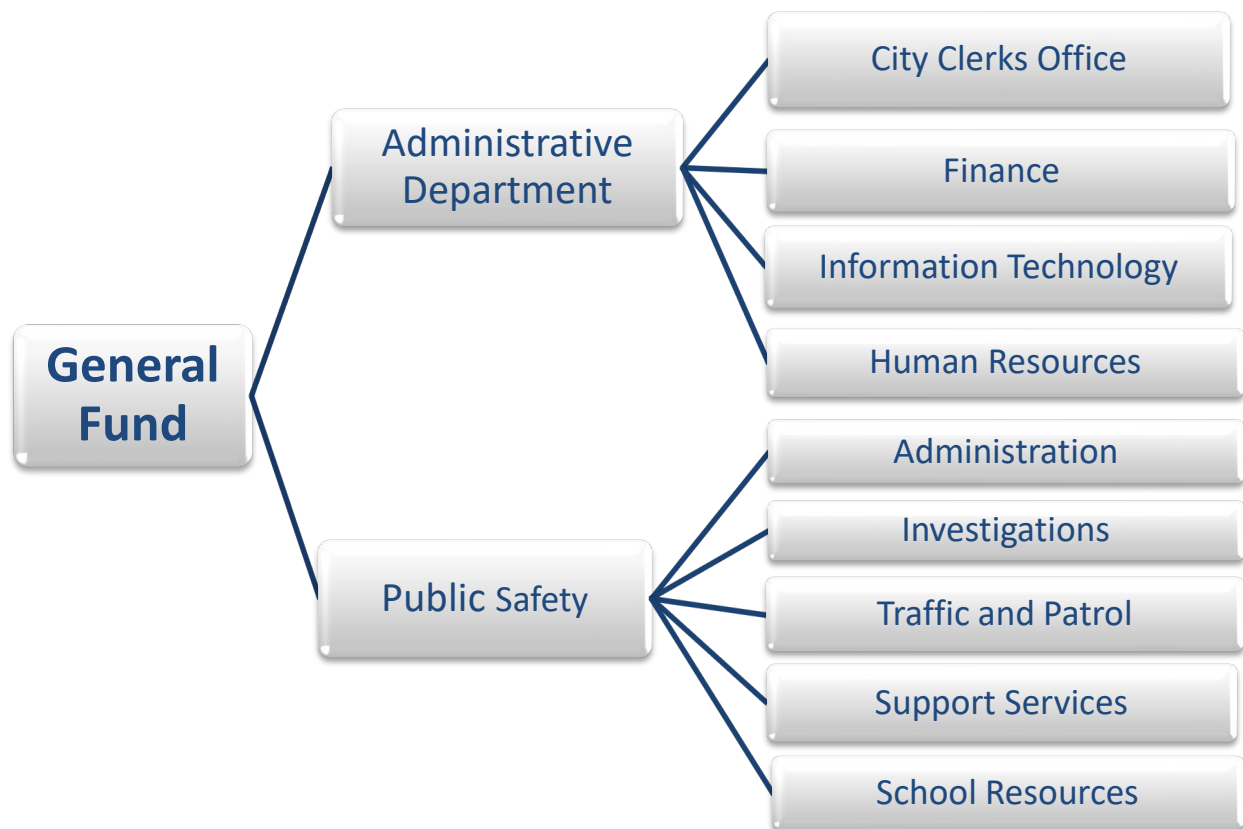 General
Fund
Administrative
Department
City Clerks Office
Finance
Information Technology
Human Resources
Public Safety
Administration
Investigations
Traffic and Patrol
Support Services
School Resources